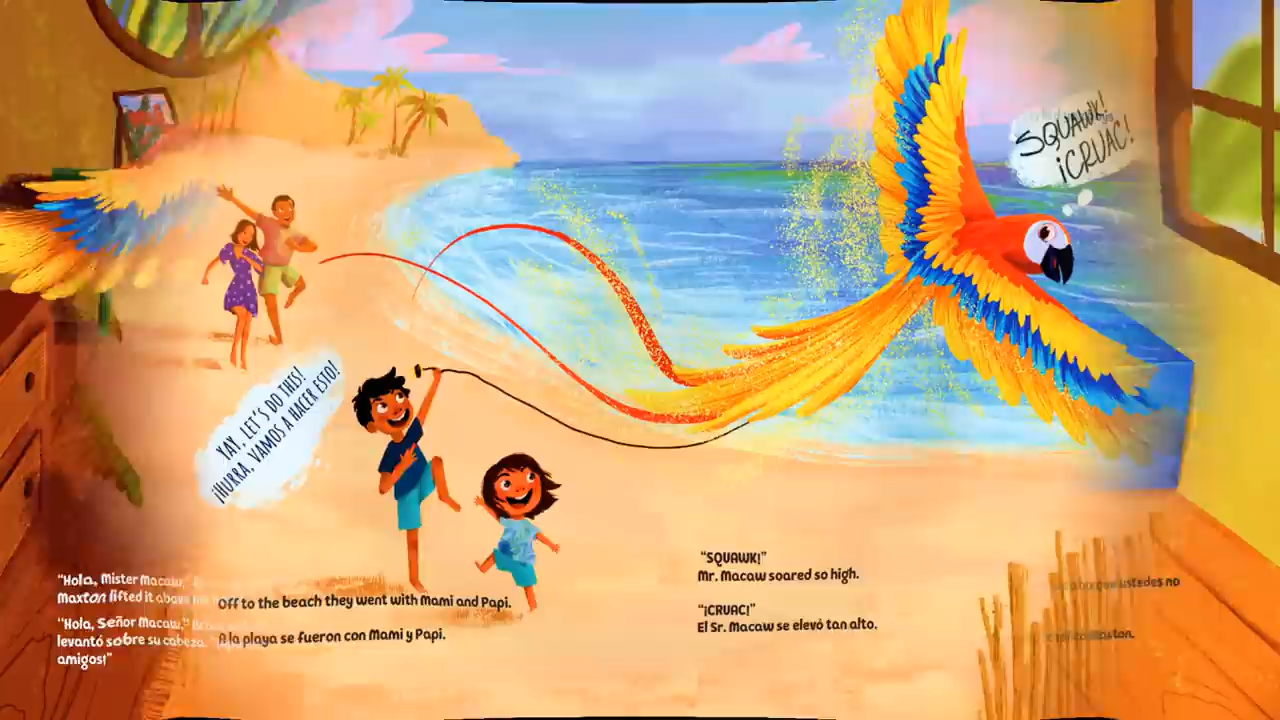 SQUAWK!
¡CRUAC!
YAY, LET'S DO THIS!
¡HURRA, VAMOS A HACER ESTO!
"Hola, Mister Macaw,"
Maxton lifted it above
"Hola, Señor Macaw,"
levantó sobre su cabeza.
amigos!"
Off to the beach they went with Mami and Papi.
A la playa se fueron con Mami y Papi.
"SQUAWK!"
Mr. Macaw soared so high.
"¡CRUAC!"
El Sr. Macaw se elevó tan alto.
ustedes no